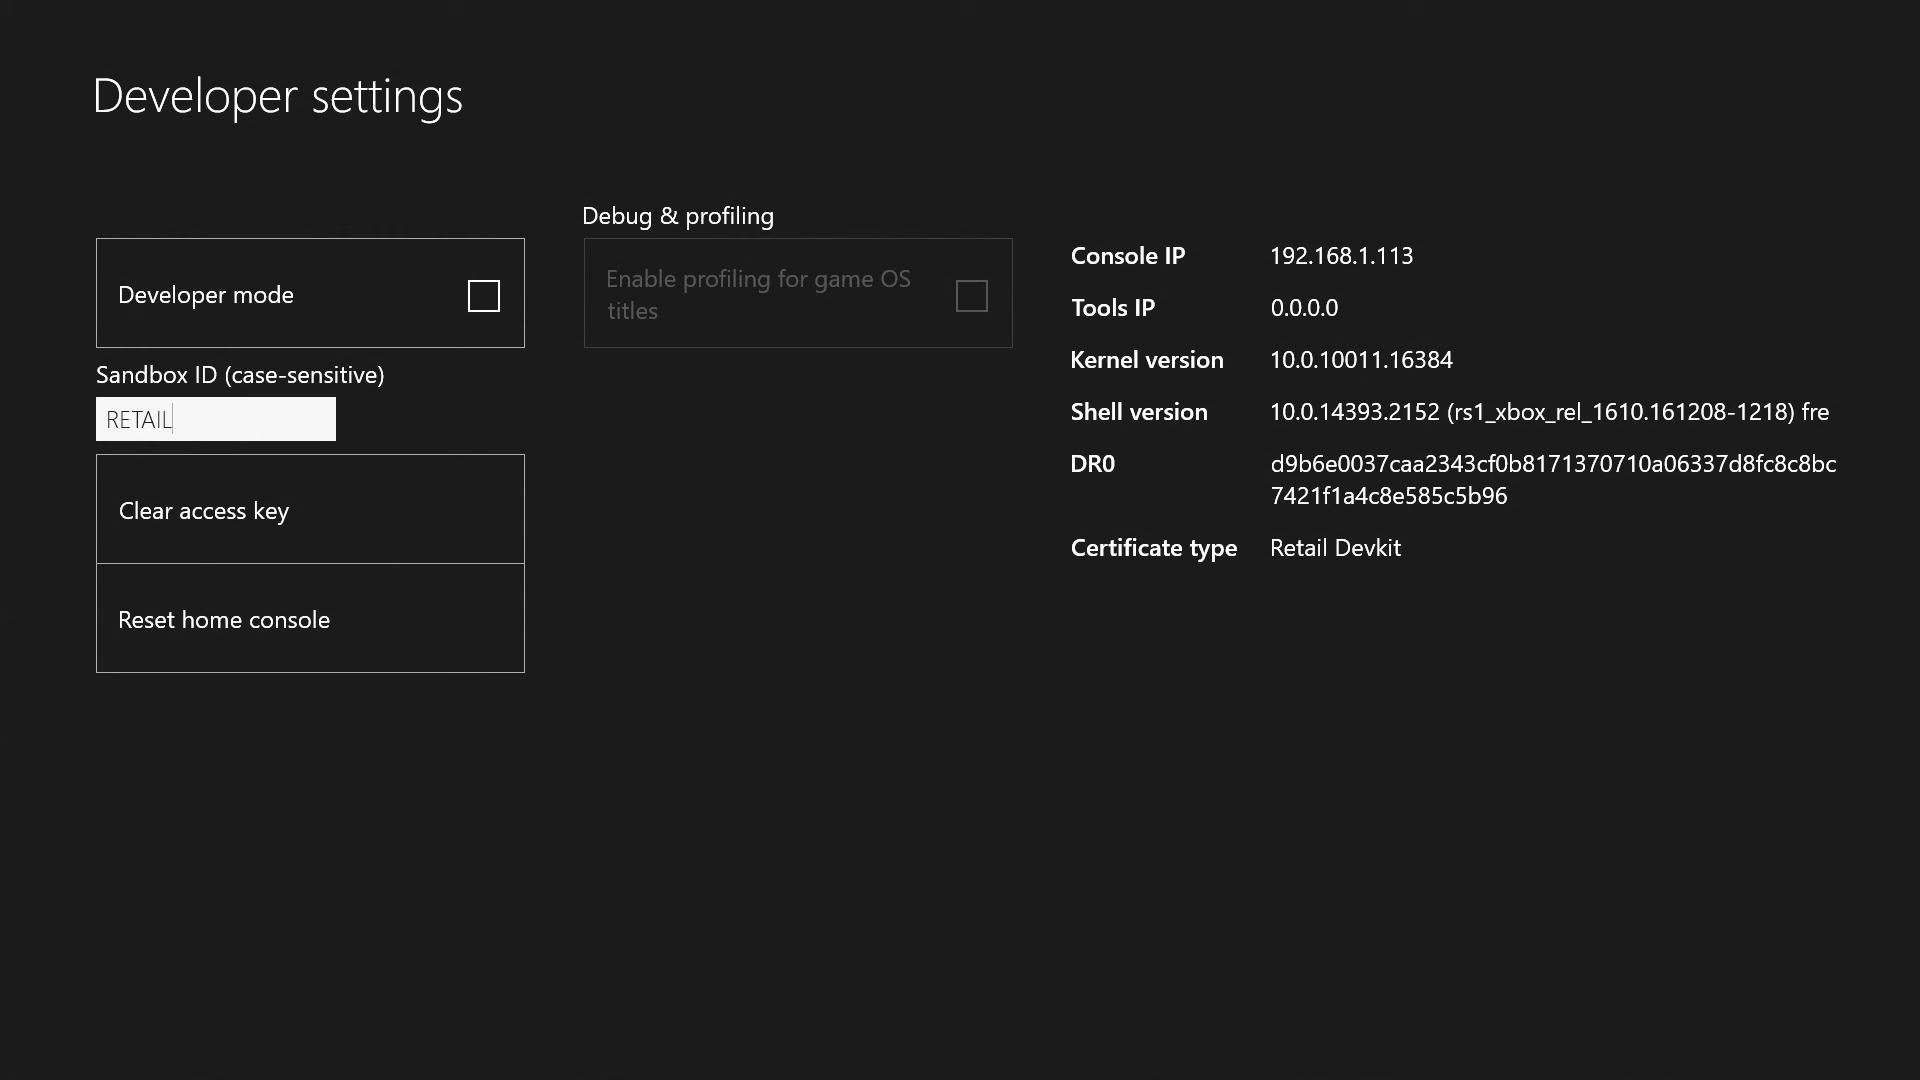 Developer settings
Developer mode
Sandbox ID (case-sensitive)
RETAIL
Clear access key
Reset home console
Debug & profiling
Enable profiling for game OS
titles
Console IP 192.168.1.113
Tools IP 0.0.0.0
Kernel version 10.0.10011.16384
Shell version 10.0.14393.2152 (rs1_xbox_rel_1610.161208-1218) fre
DR0 d9b6e0037caa2343cf0b8171370710a06337d8fc8c8bc
7421f1a4c8e585c5b96
Certificate type Retail Devkit